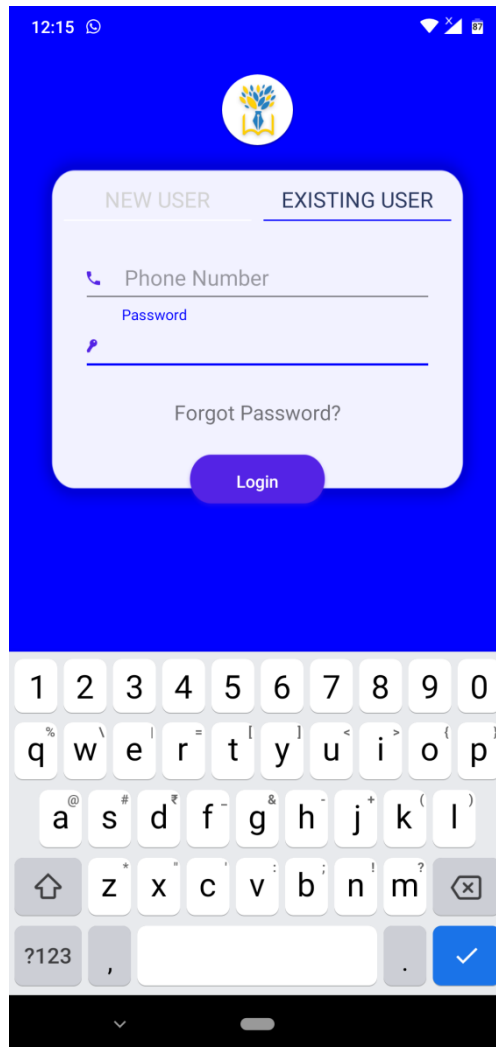 12:15
87
NEW USER EXISTING USER
Phone Number
Password
Forgot Password?
Login
1 2 3 4 5 6 7 8 9 0
% \ | = [ ] < > { }
q w e r t y u i o p
@ # ₹ _ & - + ( )
a s d f g h j k l
* " ' : ; ! ?
z x c v b n m
?123 , .